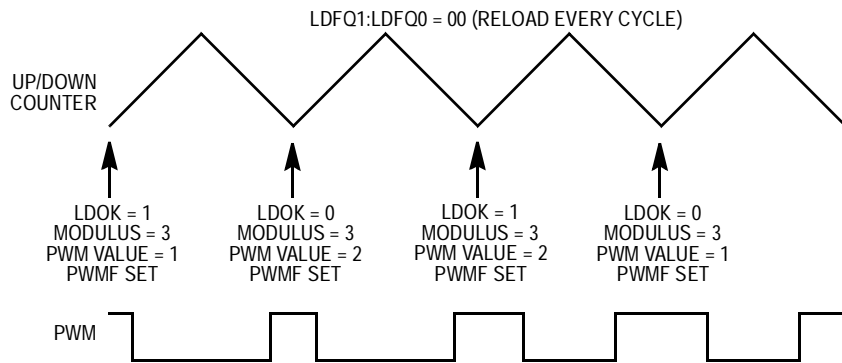 LDFQ1:LDFQ0 = 00 (RELOAD EVERY CYCLE)
UP/DOWN
COUNTER
LDOK = 1
MODULUS = 3
PWM VALUE = 1
PWMF SET
LDOK = 0
MODULUS = 3
PWM VALUE = 2
PWMF SET
LDOK = 1
MODULUS = 3
PWM VALUE = 2
PWMF SET
LDOK = 0
MODULUS = 3
PWM VALUE = 1
PWMF SET
PWM